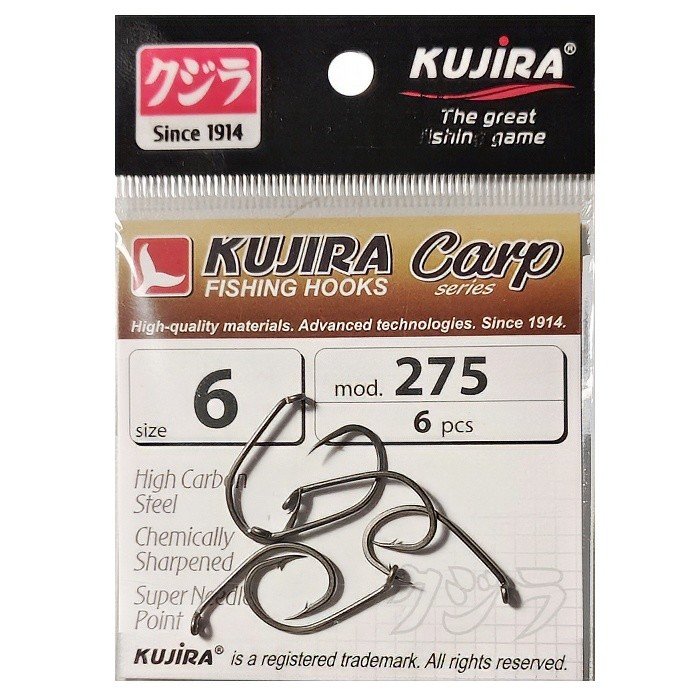 クジラ
Since 1914
KUJIRA®
The great
fishing game
KUJIRA Carp
FISHING HOOKS series
High-quality materials. Advanced technologies. Since 1914.
size 6
mod. 275
6 pcs
High Carbon
Steel
Chemically
Sharpened
Super Needle
Point
クジラ
KUJIRA® is a registered trademark. All rights reserved.